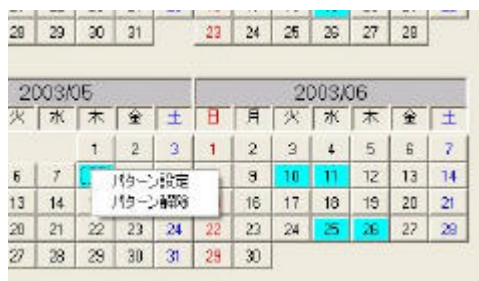 28 29 30 31 23 24 25 26 27 28
2003/05 2003/06
火 水 木 金 土 日 月 火 水 木 金 土
1 2 3 1 2 3 4 5 6 7
6 7 パターン設定 9 10 11 12 13 14
13 14 パターン解除 16 17 18 19 20 21
20 21 22 23 24 22 23 24 25 26 27 28
27 28 29 30 31 29 30